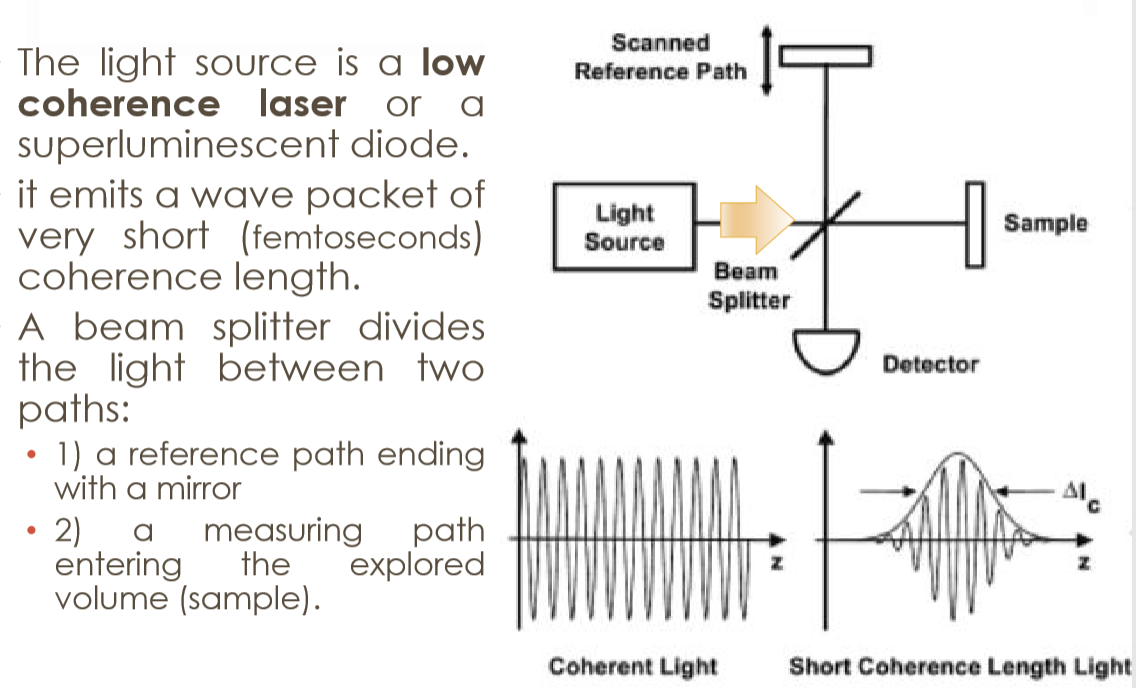 The light source is a low
coherence laser or a
superluminescent diode.
it emits a wave packet of
very short (femtoseconds)
coherence length.
A beam splitter divides
the light between two
paths:
• 1) a reference path ending
with a mirror
• 2) a measuring path
entering the explored
volume (sample).
Scanned
Reference Path
Light
Source
Beam
Splitter
Sample
Detector
z
Coherent Light
Δlc
z
Short Coherence Length Light